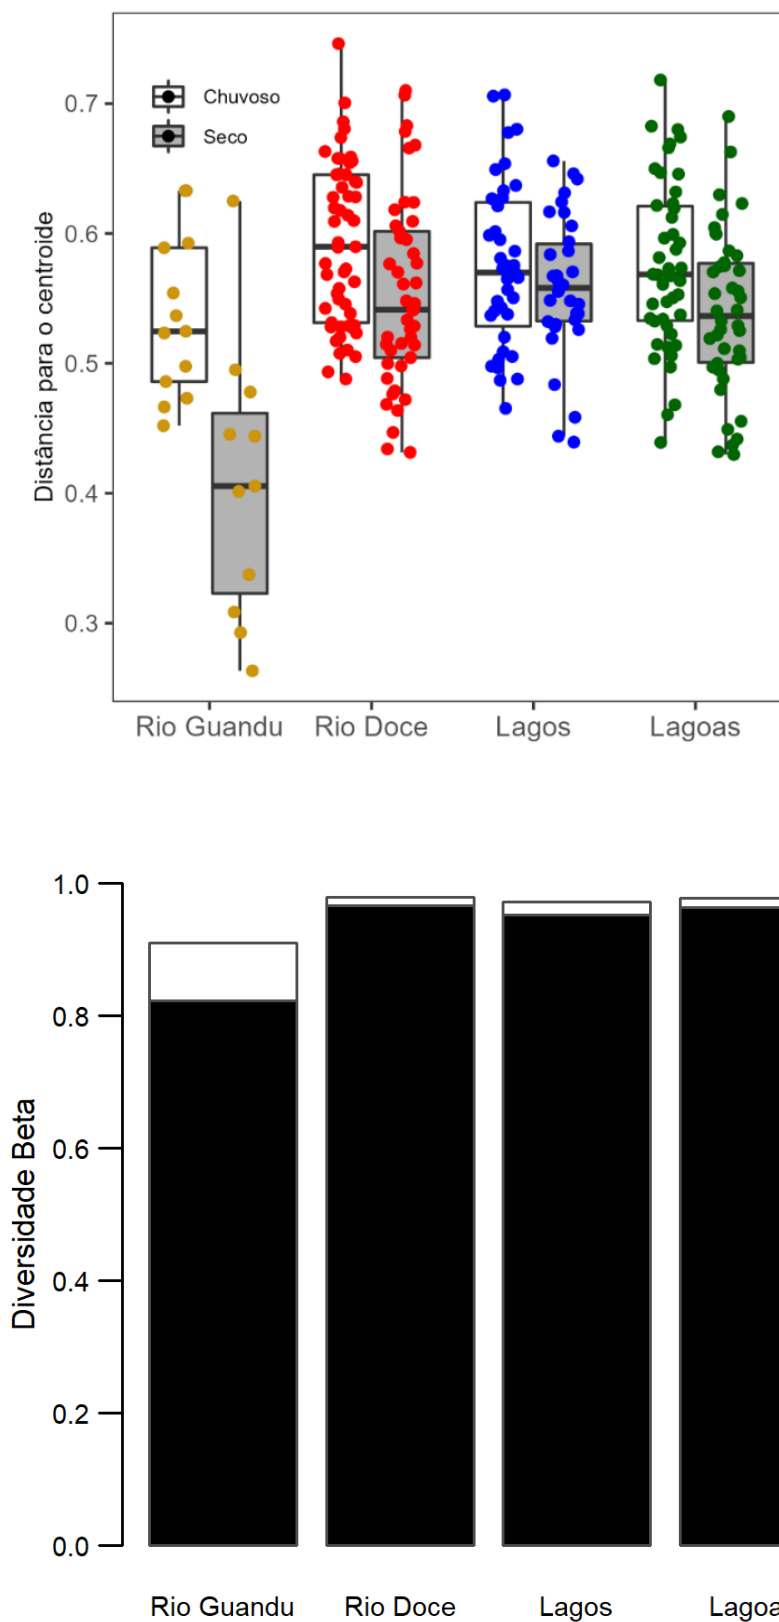 0.7
0.6
0.5
0.4
0.3
Distância para o centroide
Chuvoso
Seco
Rio Guandu Rio Doce Lagos Lagoas
1.0
0.8
0.6
0.4
0.2
0.0
Diversidade Beta
Rio Guandu Rio Doce Lagos Lagoa